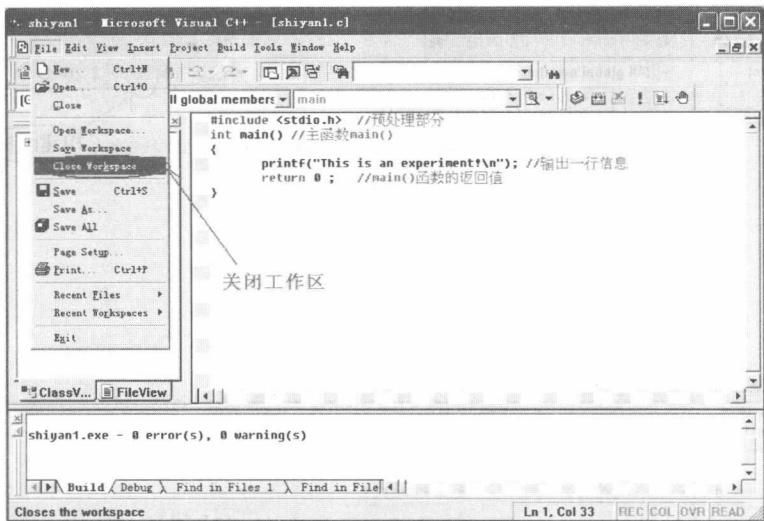 shiyan1 - Microsoft Visual C++ - [shiyan1.c]
File Edit View Insert Project Build Tools Window Help
New... Ctrl+N
Open... Ctrl+O
Close
Open Workspace...
Save Workspace
Close Workspace
Save Ctrl+S
Save As...
Save All
Page Setup...
Print... Ctrl+P
Recent Files
Recent Workspaces
Exit
[G
ll global members main
#include <stdio.h> //预处理部分
int main() //主函数main()
{
printf("This is an experiment!\n"); //输出一行信息
return 0 ; //main()函数的返回值
}
关闭工作区
ClassV... FileView
shiyan1.exe - 0 error(s), 0 warning(s)
Build Debug Find in Files 1 Find in File
Closes the workspace Ln 1, Col 33 REC COL OVR READ